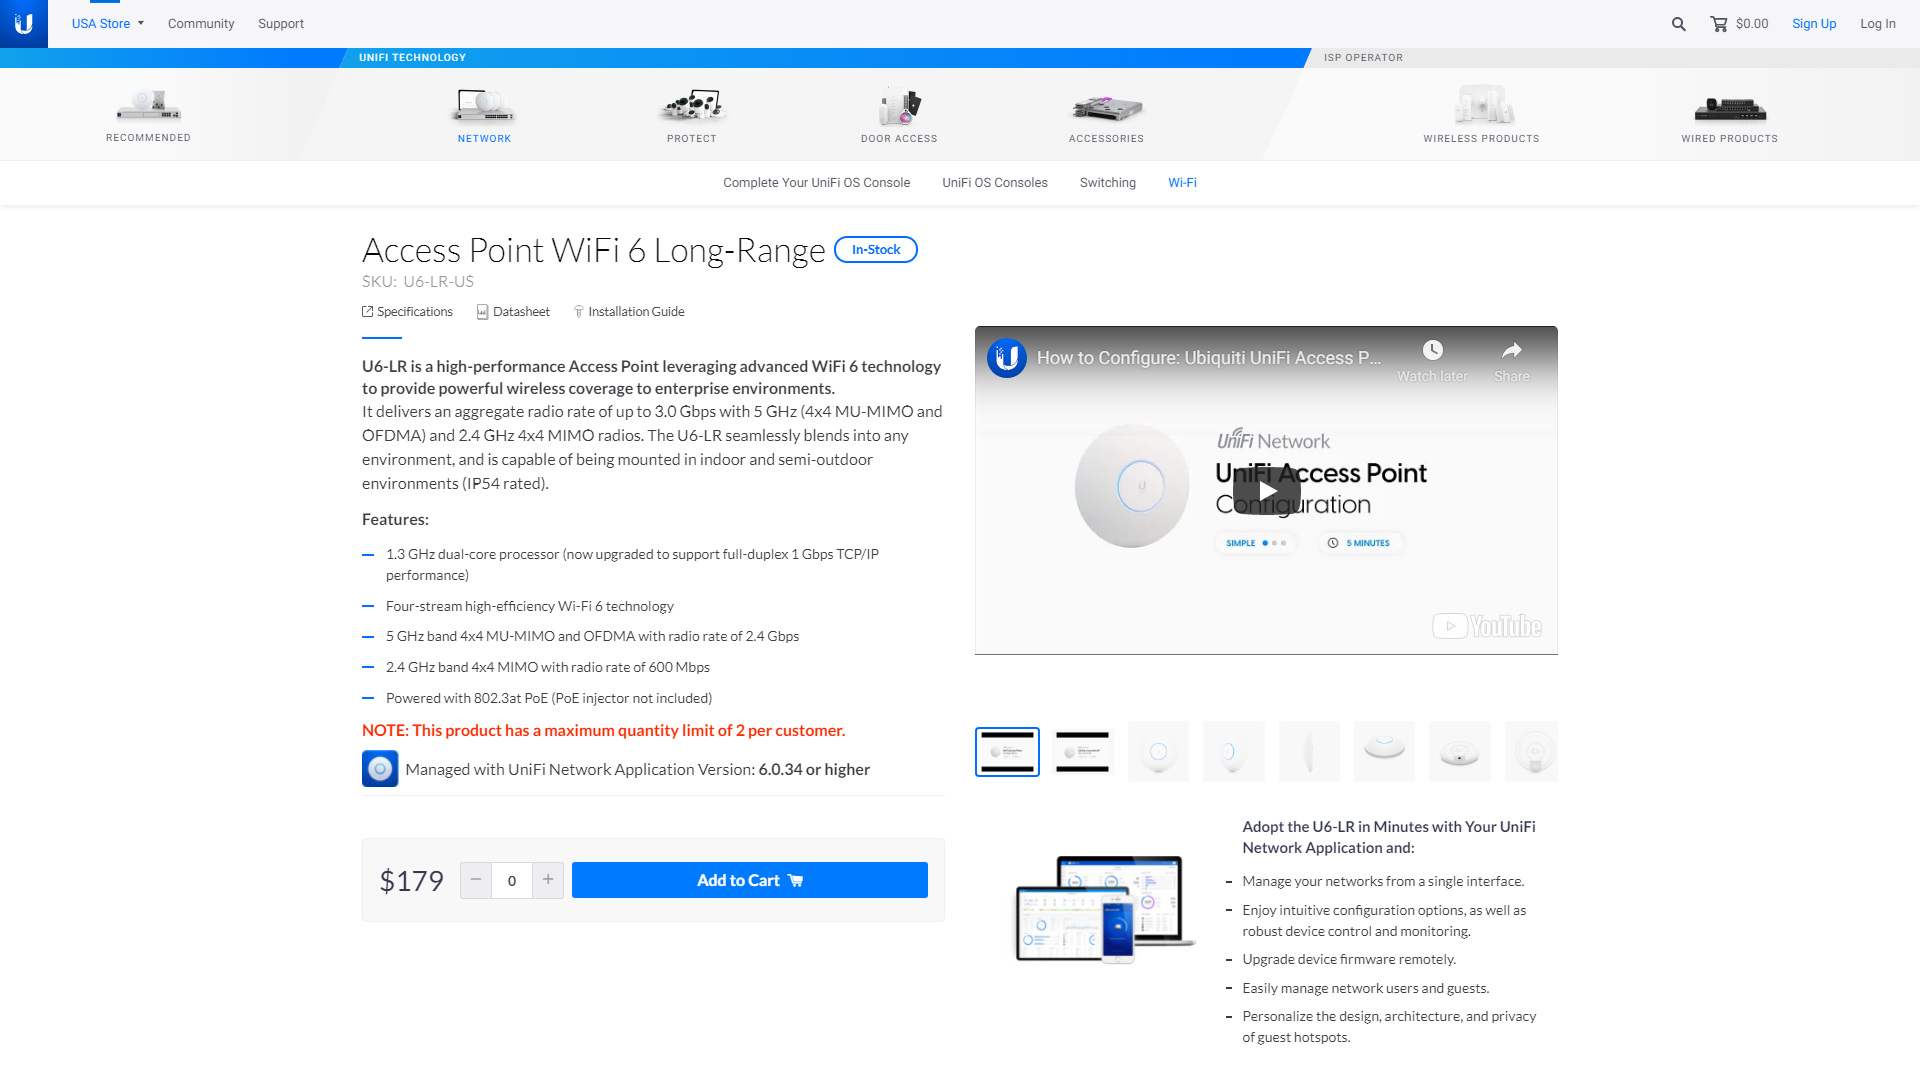 USA Store
Community
Support
$0.00
Sign Up
Log In
UNIFI TECHNOLOGY
ISP OPERATOR
RECOMMENDED
NETWORK
PROTECT
DOOR ACCESS
ACCESSORIES
WIRELESS PRODUCTS
WIRED PRODUCTS
Complete Your UniFi OS Console
UniFi OS Consoles
Switching
Wi-Fi
Access Point WiFi 6 Long-Range
In-Stock
SKU: U6-LR-US
Specifications
Datasheet
Installation Guide
U6-LR is a high-performance Access Point leveraging advanced WiFi 6 technology
to provide powerful wireless coverage to enterprise environments.
It delivers an aggregate radio rate of up to 3.0 Gbps with 5 GHz (4x4 MU-MIMO and
OFDMA) and 2.4 GHz 4x4 MIMO radios. The U6-LR seamlessly blends into any
environment, and is capable of being mounted in indoor and semi-outdoor
environments (IP54 rated).
Features:
1.3 GHz dual-core processor (now upgraded to support full-duplex 1 Gbps TCP/IP
performance)
Four-stream high-efficiency Wi-Fi 6 technology
5 GHz band 4x4 MU-MIMO and OFDMA with radio rate of 2.4 Gbps
2.4 GHz band 4x4 MIMO with radio rate of 600 Mbps
Powered with 802.3at PoE (PoE injector not included)
NOTE: This product has a maximum quantity limit of 2 per customer.
Managed with UniFi Network Application Version: 6.0.34 or higher
$179
− 0 +
Add to Cart
How to Configure: Ubiquiti UniFi Access P...
Watch later
Share
UniFi Network
UniFi Access Point
Configuration
SIMPLE
5 MINUTES
YouTube
Adopt the U6-LR in Minutes with Your UniFi
Network Application and:
Manage your networks from a single interface.
Enjoy intuitive configuration options, as well as
robust device control and monitoring.
Upgrade device firmware remotely.
Easily manage network users and guests.
Personalize the design, architecture, and privacy
of guest hotspots.